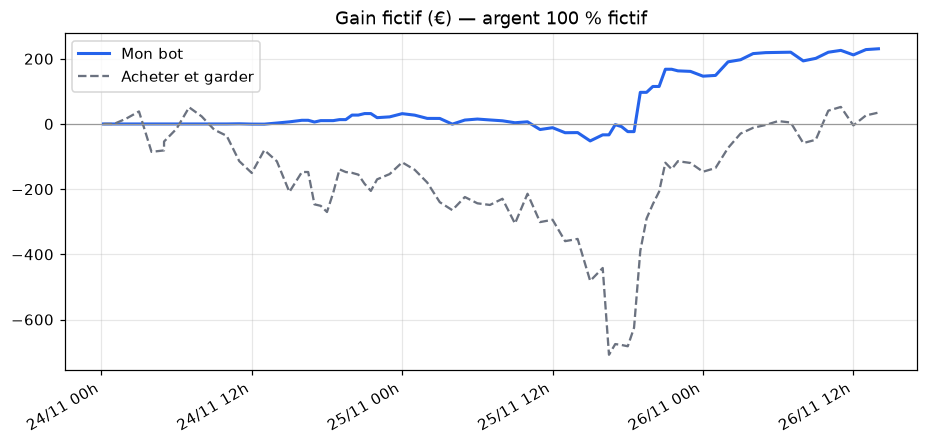 Gain fictif (€) — argent 100 % fictif
Mon bot
Acheter et garder
200
0
−200
−400
−600
24/11 00h
24/11 12h
25/11 00h
25/11 12h
26/11 00h
26/11 12h